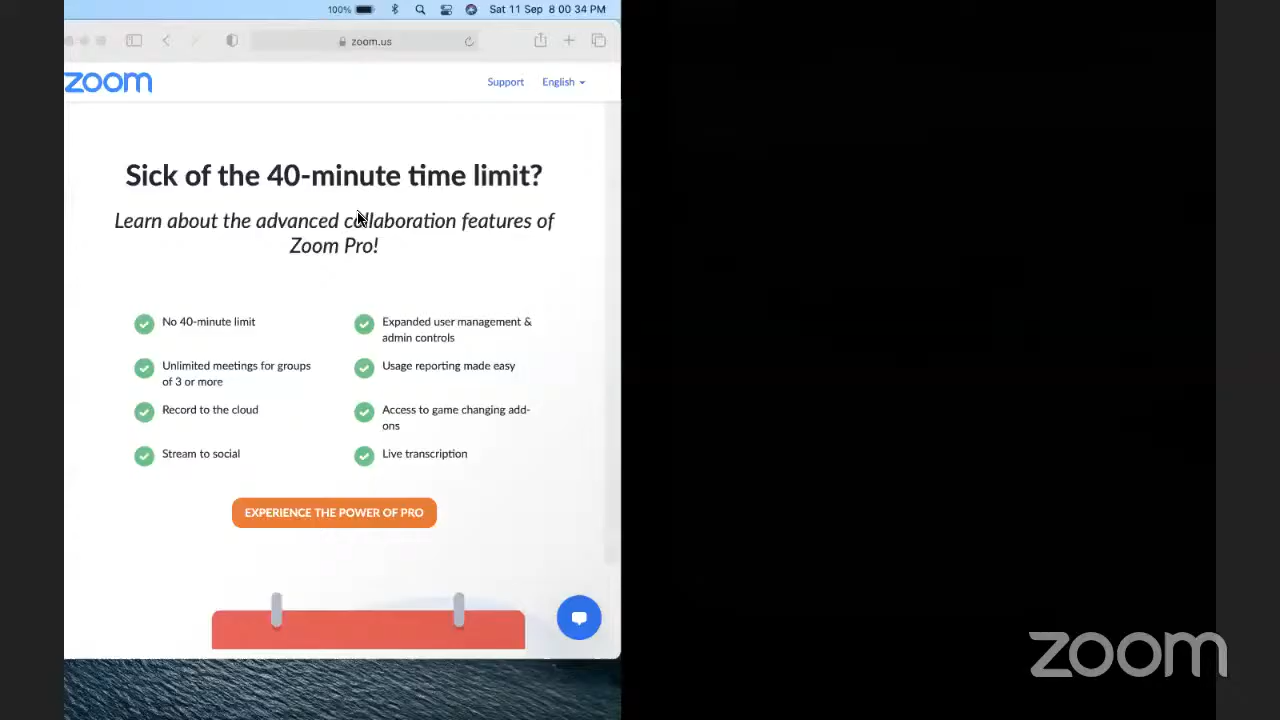 100% Sat 11 Sep 8 00 34 PM
zoom.us
zoom
Support English
Sick of the 40-minute time limit?
Learn about the advanced collaboration features of
Zoom Pro!
No 40-minute limit
Unlimited meetings for groups
of 3 or more
Record to the cloud
Stream to social
Expanded user management &
admin controls
Usage reporting made easy
Access to game changing add-
ons
Live transcription
EXPERIENCE THE POWER OF PRO
zoom